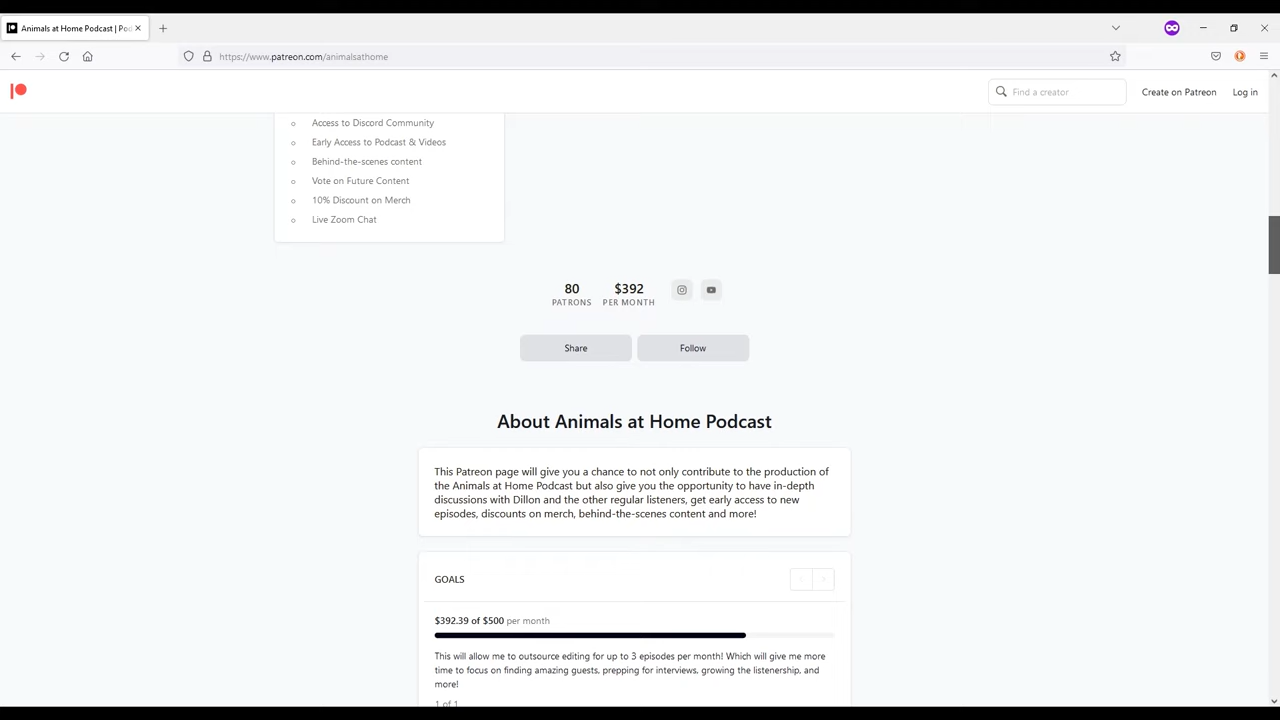 Animals at Home Podcast | Pod
https://www.patreon.com/animalsathome
Find a creator
Create on Patreon
Log in
Access to Discord Community
Early Access to Podcast & Videos
Behind-the-scenes content
Vote on Future Content
10% Discount on Merch
Live Zoom Chat
80
PATRONS
$392
PER MONTH
Share
Follow
About Animals at Home Podcast
This Patreon page will give you a chance to not only contribute to the production of
the Animals at Home Podcast but also give you the opportunity to have in-depth
discussions with Dillon and the other regular listeners, get early access to new
episodes, discounts on merch, behind-the-scenes content and more!
GOALS
$392.39 of $500 per month
This will allow me to outsource editing for up to 3 episodes per month! Which will give me more
time to focus on finding amazing guests, prepping for interviews, growing the listenership, and
more!
1 of 1